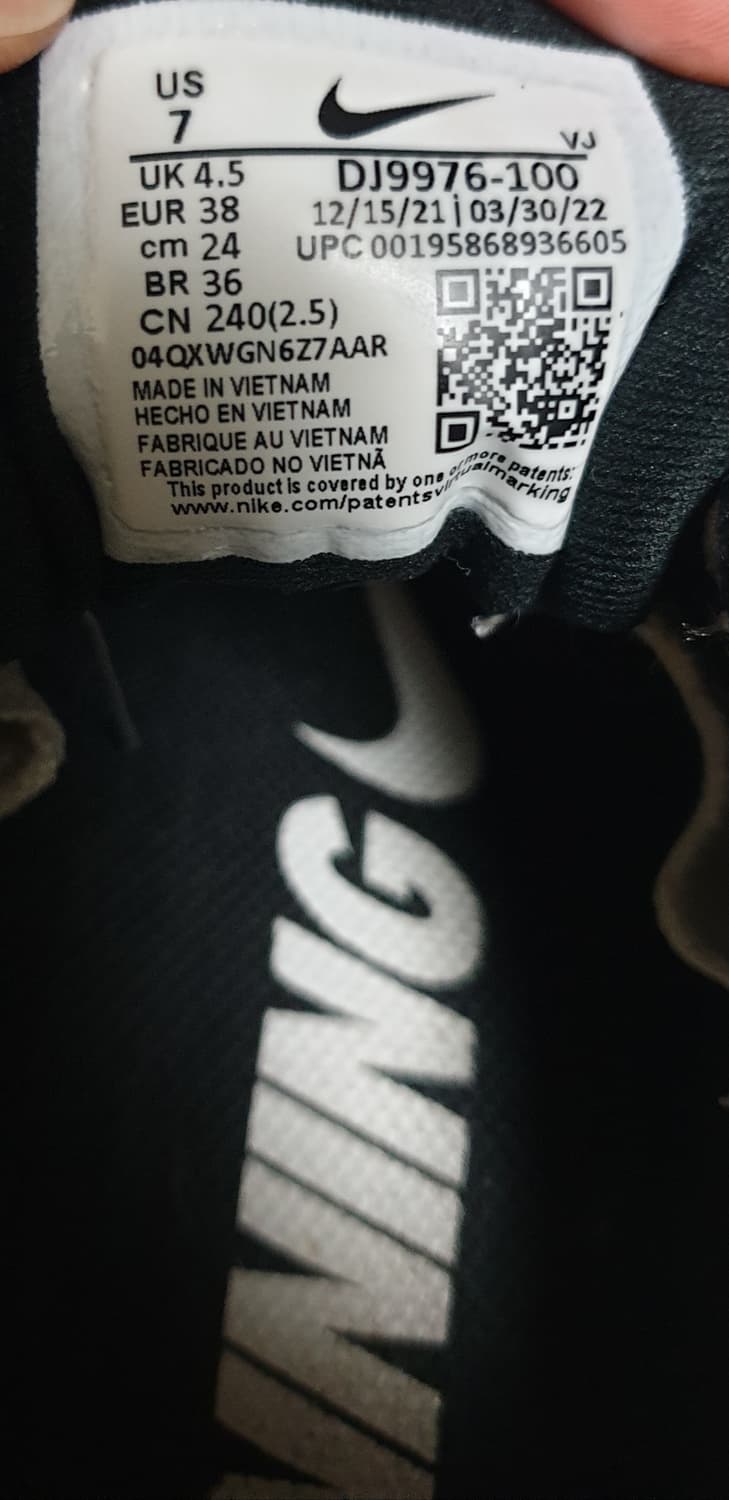 US
7
VJ
UK 4.5 DJ9976-100
EUR 38 12/15/21 | 03/30/22
cm 24 UPC 00195868936605
BR 36
CN 240(2.5)
04QXWGN6Z7AAR
MADE IN VIETNAM
HECHO EN VIETNAM
FABRIQUE AU VIETNAM
FABRICADO NO VIETNÃ
This product is covered by one or more patents:
www.nike.com/patentsvirtualmarking
NING